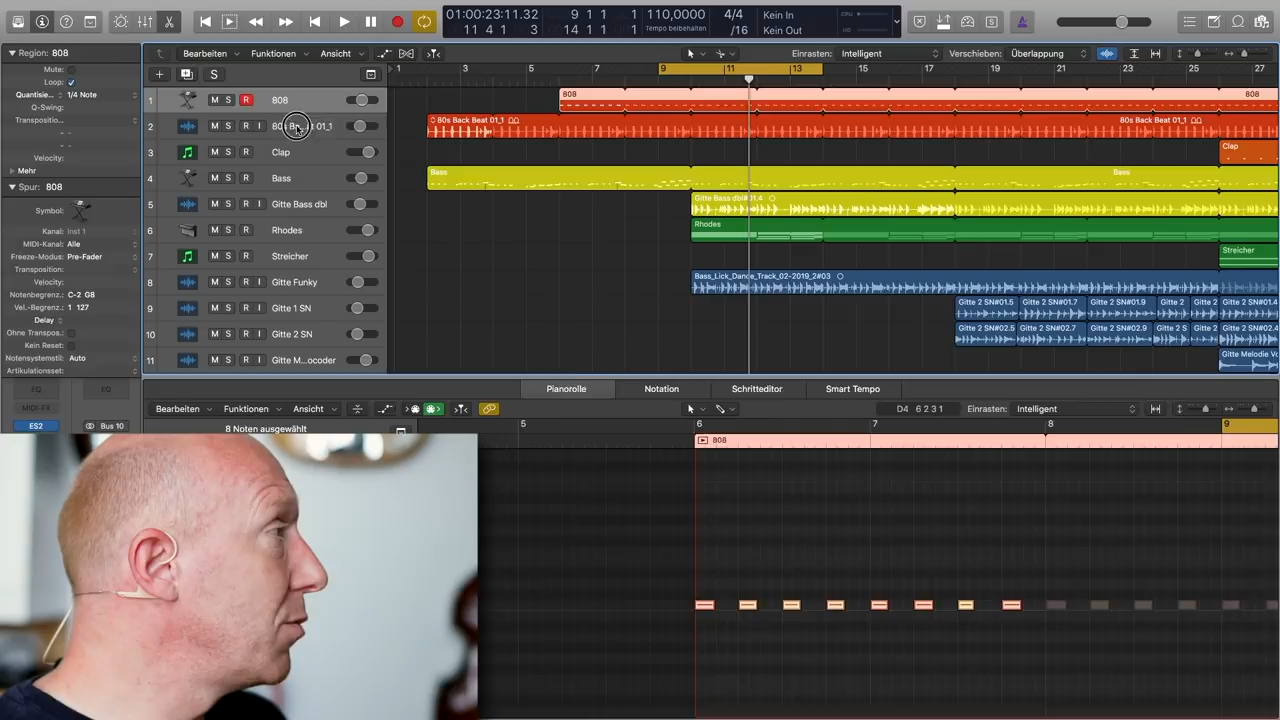 01:00:23:11.32
11 4 1 3
9 1 1 1
14 1 1 1
110,0000
Tempo beibehalten
4/4
/16
Kein In
Kein Out
CPU
Region: 808
Mute:
Loop:
Quantisie... 1/4 Note
Q-Swing:
Transpositio...
Velocity:
Mehr
Spur: 808
Symbol:
Kanal: Inst 1
MIDI-Kanal: Alle
Freeze-Modus: Pre-Fader
Transposition:
Velocity:
Notenbegrenz.: C-2 G8
Vel.-Begrenz.: 1 127
Delay
Ohne Transpos.:
Kein Reset:
Notensystemstil: Auto
Artikulationsset:
EQ
MIDI-FX
ES2
Bus 10
Bearbeiten
Funktionen
Ansicht
Einrasten: Intelligent
Verschieben: Überlappung
S
1 3 5 7 9 11 13 15 17 19 21 23 25 27
1 M S R 808
2 M S R I
3 M S R Clap
4 M S R Bass
5 M S R I Gitte Bass dbl
6 M S R Rhodes
7 M S R Streicher
8 M S R I Gitte Funky
9 M S R I Gitte 1 SN
10 M S R I Gitte 2 SN
11 M S R I Gitte M...ocoder
808 808
80s Back Beat 01_1 80s Back Beat 01_1
Clap
Bass Bass
Rhodes
Streicher
Bass_Lick_Dance_Track_02-2019_2#03
Gitte 2 SN#01.5 Gitte 2 SN#01.7 Gitte 2 SN#01.9 Gitte 2 Gitte 2 Gitte 2 SN#01.4
Gitte 2 SN#02.5 Gitte 2 SN#02.7 Gitte 2 SN#02.9 Gitte 2 S Gitte 2 Gitte 2 SN#02.4
Gitte Melodie Vo
Pianorolle
Notation
Schritteditor
Smart Tempo
Bearbeiten
Funktionen
Ansicht
D4 6 2 3 1
Einrasten: Intelligent
8 Noten ausgewählt
5 6 7 8 9
808